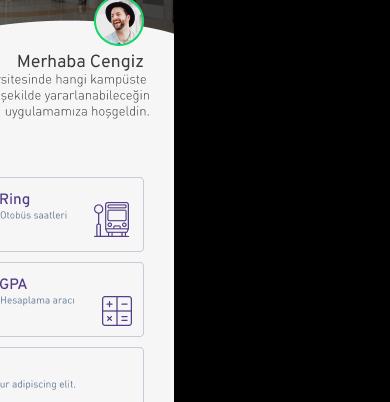 Merhaba Cengiz
sitesinde hangi kampüste
şekilde yararlanabileceğin
uygulamamıza hoşgeldin.
Ring
Otobüs saatleri
GPA
Hesaplama aracı
ur adipiscing elit.